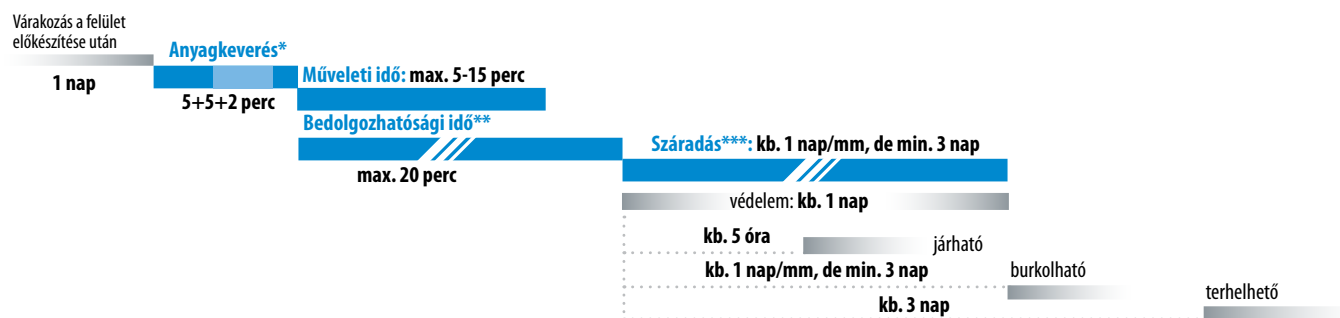 Várakozás a felület
előkészítése után
1 nap
Anyagkeverés*
5+5+2 perc
Műveleti idő: max. 5-15 perc
Bedolgozhatósági idő**
max. 20 perc
Száradás***: kb. 1 nap/mm, de min. 3 nap
védelem: kb. 1 nap
kb. 5 óra
járható
kb. 1 nap/mm, de min. 3 nap
burkolható
kb. 3 nap
terhelhető